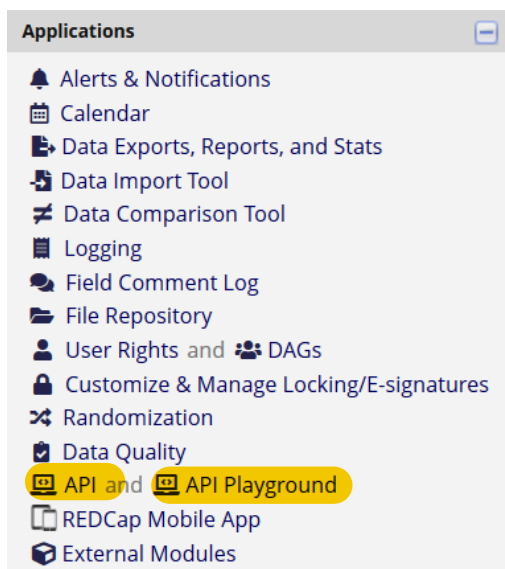 Applications
Alerts & Notifications
Calendar
Data Exports, Reports, and Stats
Data Import Tool
Data Comparison Tool
Logging
Field Comment Log
File Repository
User Rights and DAGs
Customize & Manage Locking/E-signatures
Randomization
Data Quality
API and API Playground
REDCap Mobile App
External Modules